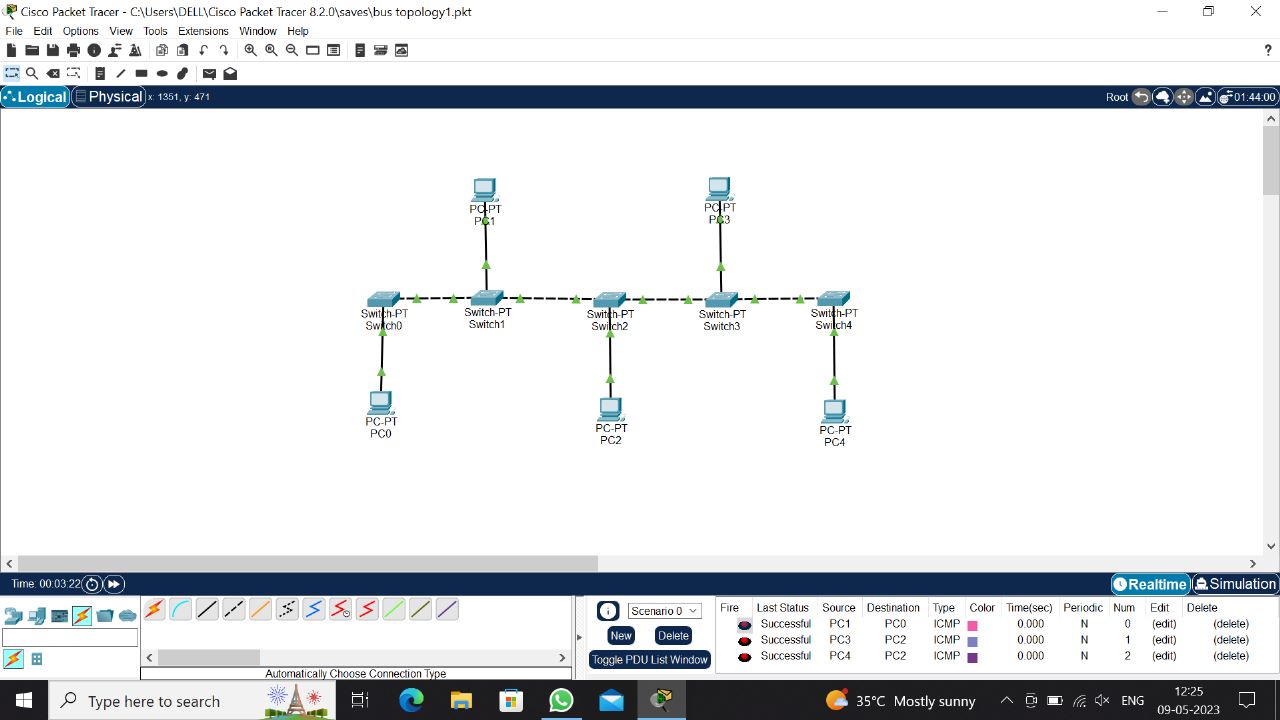 Cisco Packet Tracer - C:\Users\DELL\Cisco Packet Tracer 8.2.0\saves\bus topology1.pkt
File Edit Options View Tools Extensions Window Help
?
Logical Physical x: 1351, y: 471 Root 01:44:00
PC-PT
PC1
PC-PT
PC3
Switch-PT
Switch0
Switch-PT
Switch1
Switch-PT
Switch2
Switch-PT
Switch3
Switch-PT
Switch4
PC-PT
PC0
PC-PT
PC2
PC-PT
PC4
Time: 00:03:22 Realtime Simulation
Automatically Choose Connection Type
Scenario 0
New Delete
Toggle PDU List Window
Fire Last Status Source Destination Type Color Time(sec) Periodic Num Edit Delete
Successful PC1 PC0 ICMP 0.000 N 0 (edit) (delete)
Successful PC3 PC2 ICMP 0.000 N 1 (edit) (delete)
Successful PC4 PC2 ICMP 0.000 N 2 (edit) (delete)
Type here to search
35°C Mostly sunny
ENG
12:25
09-05-2023